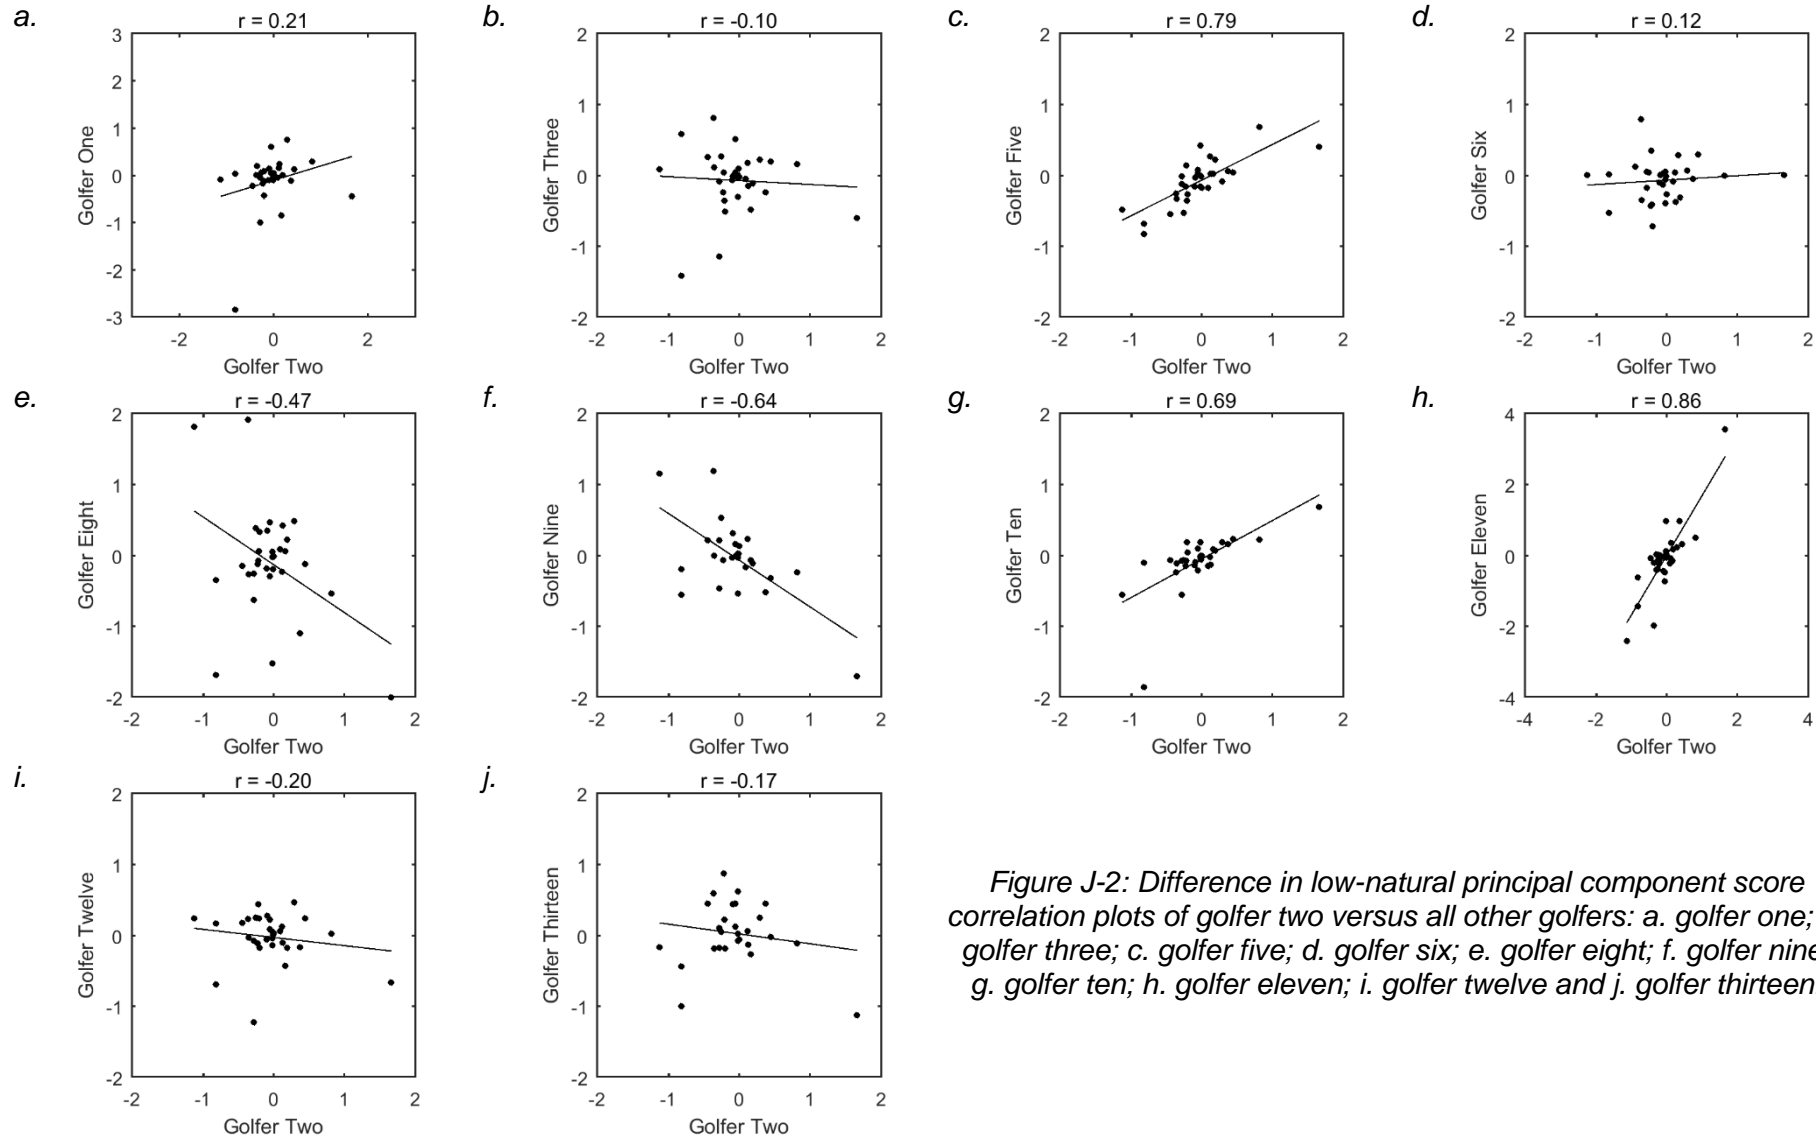 a.
r = 0.21
3
2
1
0
-1
-2
-3
-2 0 2
Golfer One
Golfer Two
b.
r = -0.10
2
1
0
-1
-2
-2 -1 0 1 2
Golfer Three
Golfer Two
c.
r = 0.79
2
1
0
-1
-2
-2 -1 0 1 2
Golfer Five
Golfer Two
d.
r = 0.12
2
1
0
-1
-2
-2 -1 0 1 2
Golfer Six
Golfer Two
e.
r = -0.47
2
1
0
-1
-2
-2 -1 0 1 2
Golfer Eight
Golfer Two
f.
r = -0.64
2
1
0
-1
-2
-2 -1 0 1 2
Golfer Nine
Golfer Two
g.
r = 0.69
2
1
0
-1
-2
-2 -1 0 1 2
Golfer Ten
Golfer Two
h.
r = 0.86
4
2
0
-2
-4
-4 -2 0 2 4
Golfer Eleven
Golfer Two
i.
r = -0.20
2
1
0
-1
-2
-2 -1 0 1 2
Golfer Twelve
Golfer Two
j.
r = -0.17
2
1
0
-1
-2
-2 -1 0 1 2
Golfer Thirteen
Golfer Two
Figure J-2: Difference in low-natural principal component score
correlation plots of golfer two versus all other golfers: a. golfer one;
golfer three; c. golfer five; d. golfer six; e. golfer eight; f. golfer nine
g. golfer ten; h. golfer eleven; i. golfer twelve and j. golfer thirteen